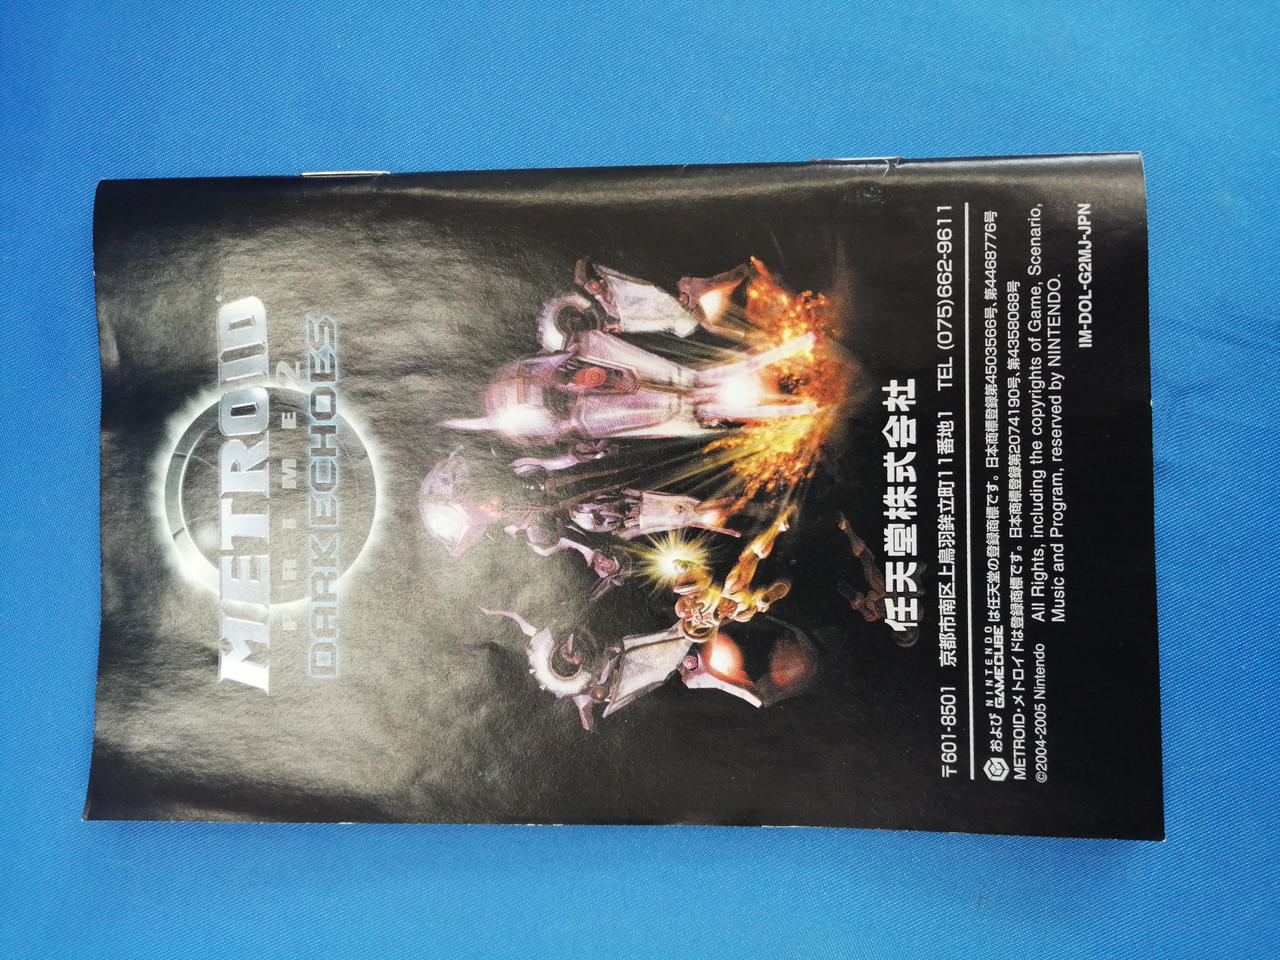 METROID
PRIME 2
DARK ECHOES
任天堂株式会社
〒601-8501 京都市南区上鳥羽鉾立町11番地1 TEL (075)662-9611
および NINTENDO GAMECUBE は任天堂の登録商標です。日本商標登録第4503566号、第4468776号
METROID・メトロイドは登録商標です。日本商標登録第2074190号、第4358068号
©2004-2005 Nintendo All Rights, including the copyrights of Game, Scenario,
Music and Program, reserved by NINTENDO.
IM-DOL-G2MJ-JPN